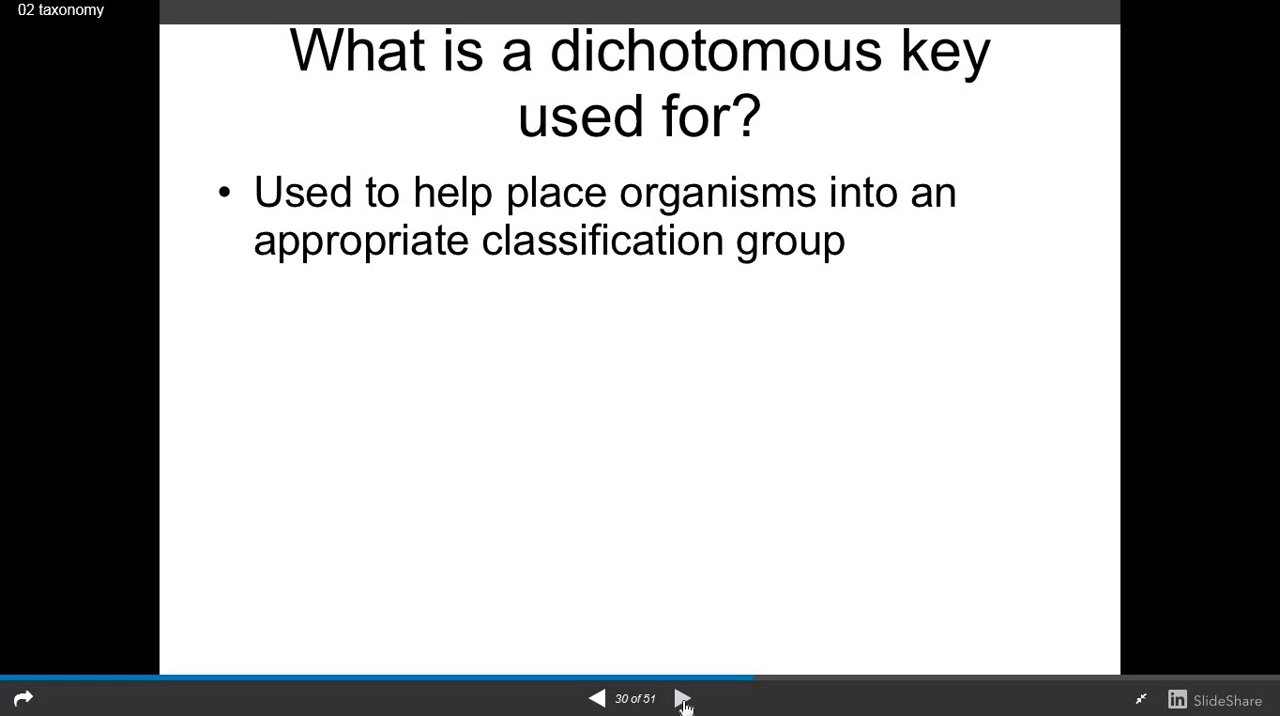 02 taxonomy
What is a dichotomous key
used for?
• Used to help place organisms into an
appropriate classification group
30 of 51
in SlideShare